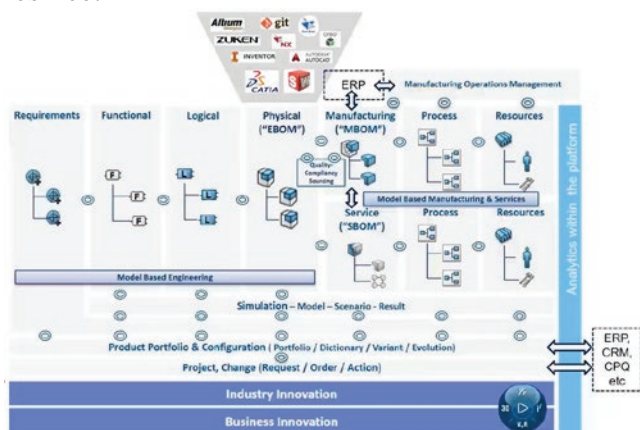 Altium
git
ZUKEN
NX
INVENTOR
AUTODESK
AUTOCAD
CATIA
ERP
Manufacturing Operations Management
Requirements
Functional
Logical
Physical
("EBOM")
Manufacturing
("MBOM")
Process
Resources
F
F
F
L
L
L
Quality-
Compliancy
Sourcing
Model Based Manufacturing & Services
Service
("SBOM")
Process
Resources
Model Based Engineering
Analytics within the platform
Simulation – Model – Scenario - Result
Product Portfolio & Configuration ( Portfolio / Dictionary / Variant / Evolution)
Project, Change (Request / Order / Action)
ERP,
CRM,
CPQ
etc
Industry Innovation
Business Innovation
3D
V,R